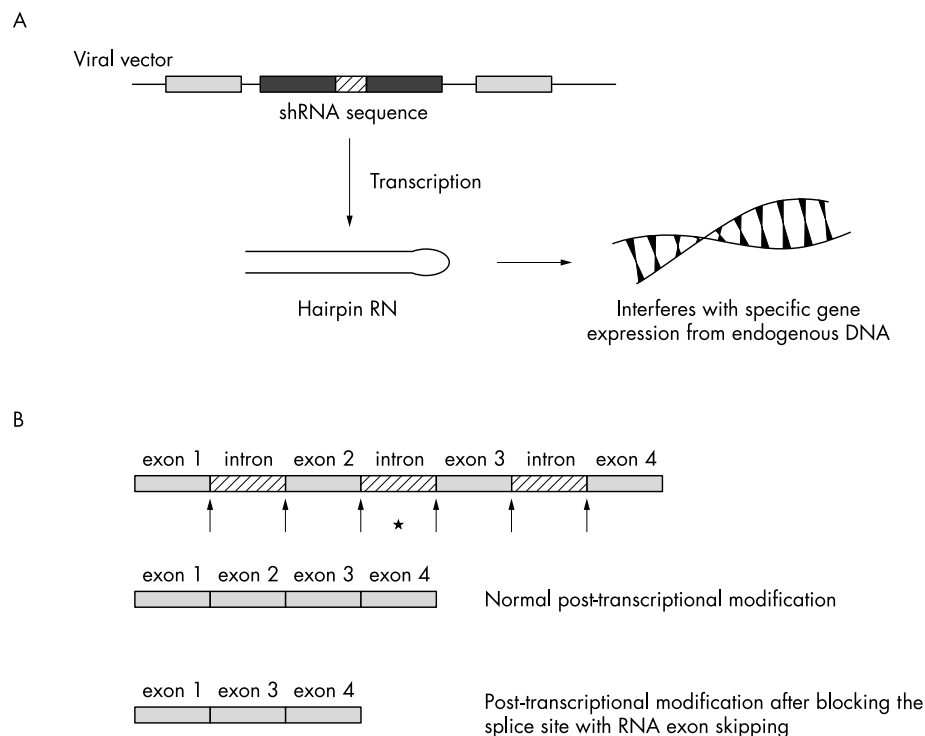 A
Viral vector
shRNA sequence
Transcription
Hairpin RN
Interferes with specific gene
expression from endogenous DNA
B
exon 1 intron exon 2 intron exon 3 intron exon 4
exon 1 exon 2 exon 3 exon 4
Normal post-transcriptional modification
exon 1 exon 3 exon 4
Post-transcriptional modification after blocking the
splice site with RNA exon skipping